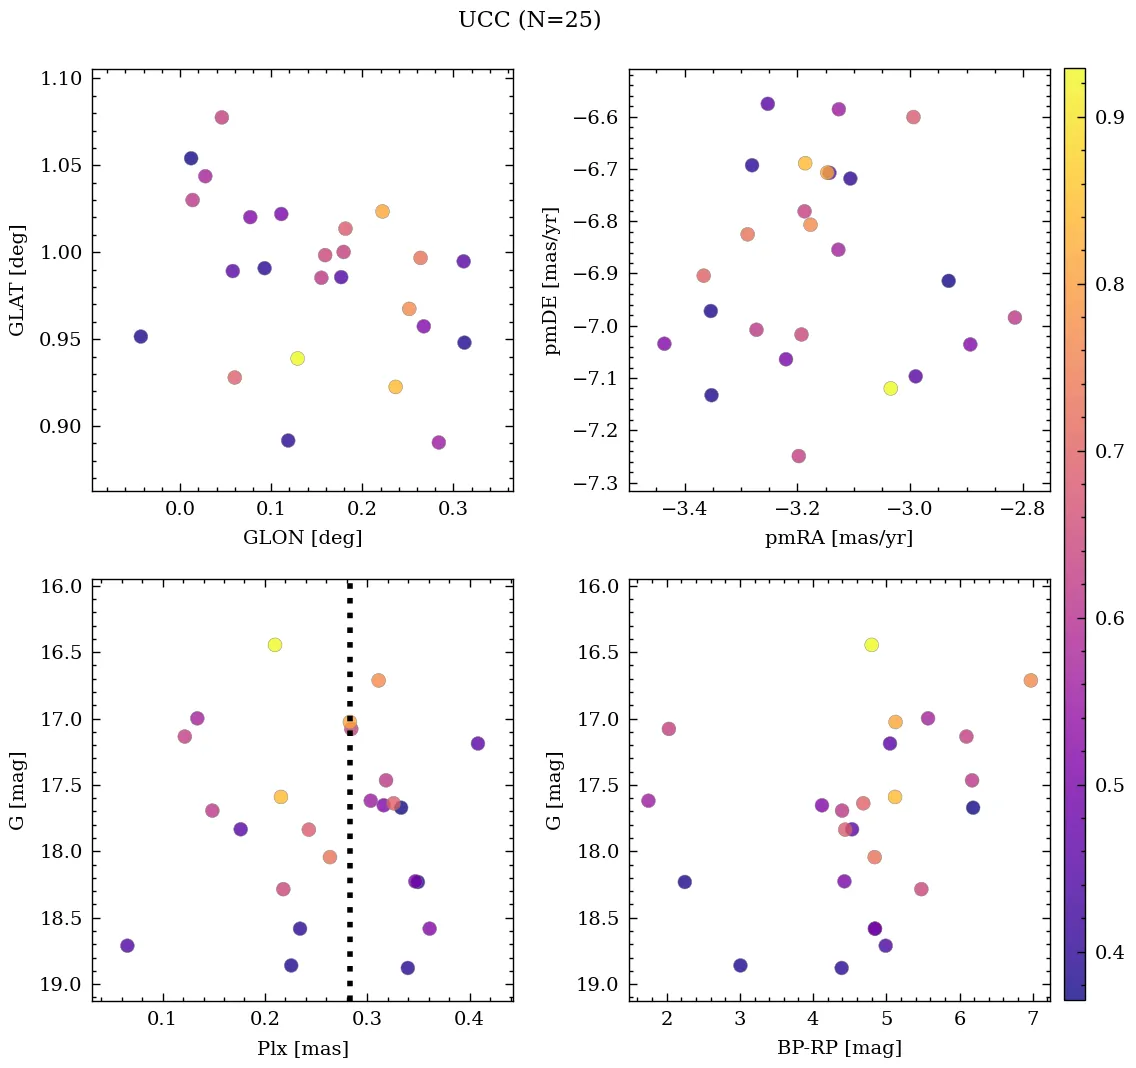 UCC (N=25)
1.10
1.05
1.00
0.95
0.90
GLAT [deg]
0.0 0.1 0.2 0.3
GLON [deg]
−6.6
−6.7
−6.8
−6.9
−7.0
−7.1
−7.2
−7.3
pmDE [mas/yr]
−3.4 −3.2 −3.0 −2.8
pmRA [mas/yr]
0.9
0.8
0.7
0.6
0.5
0.4
16.0
16.5
17.0
17.5
18.0
18.5
19.0
G [mag]
0.1 0.2 0.3 0.4
Plx [mas]
16.0
16.5
17.0
17.5
18.0
18.5
19.0
G [mag]
2 3 4 5 6 7
BP-RP [mag]